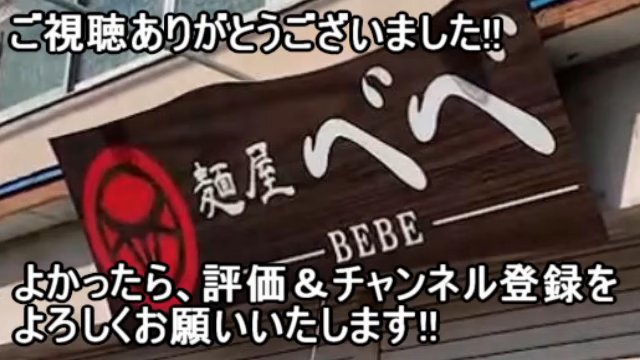 ご視聴ありがとうございました!!
麺屋 べべ
BEBE
よかったら、評価＆チャンネル登録を
よろしくお願いいたします!!